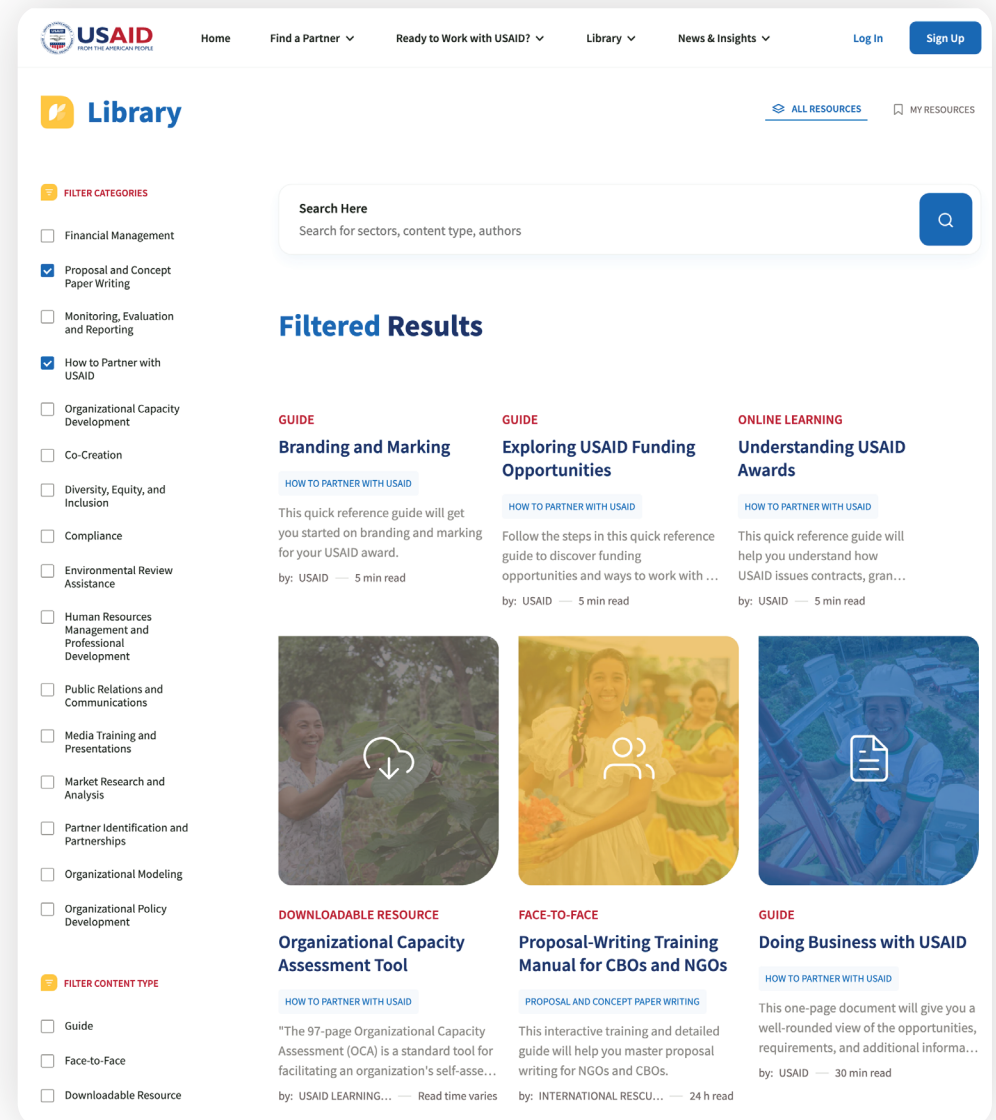 USAID
FROM THE AMERICAN PEOPLE
Home
Find a Partner
Ready to Work with USAID?
Library
News & Insights
Log In
Sign Up
Library
ALL RESOURCES
MY RESOURCES
FILTER CATEGORIES
Financial Management
Proposal and Concept
Paper Writing
Monitoring, Evaluation
and Reporting
How to Partner with
USAID
Organizational Capacity
Development
Co-Creation
Diversity, Equity, and
Inclusion
Compliance
Environmental Review
Assistance
Human Resources
Management and
Professional
Development
Public Relations and
Communications
Media Training and
Presentations
Market Research and
Analysis
Partner Identification and
Partnerships
Organizational Modeling
Organizational Policy
Development
FILTER CONTENT TYPE
Guide
Face-to-Face
Downloadable Resource
Search Here
Search for sectors, content type, authors
Filtered Results
GUIDE
Branding and Marking
HOW TO PARTNER WITH USAID
This quick reference guide will get
you started on branding and marking
for your USAID award.
by: USAID — 5 min read
GUIDE
Exploring USAID Funding
Opportunities
HOW TO PARTNER WITH USAID
Follow the steps in this quick reference
guide to discover funding
opportunities and ways to work with ...
by: USAID — 5 min read
ONLINE LEARNING
Understanding USAID
Awards
HOW TO PARTNER WITH USAID
This quick reference guide will
help you understand how
USAID issues contracts, gran...
by: USAID — 5 min read
DOWNLOADABLE RESOURCE
Organizational Capacity
Assessment Tool
HOW TO PARTNER WITH USAID
"The 97-page Organizational Capacity
Assessment (OCA) is a standard tool for
facilitating an organization's self-asse...
by: USAID LEARNING... — Read time varies
FACE-TO-FACE
Proposal-Writing Training
Manual for CBOs and NGOs
PROPOSAL AND CONCEPT PAPER WRITING
This interactive training and detailed
guide will help you master proposal
writing for NGOs and CBOs.
by: INTERNATIONAL RESCU... — 24 h read
GUIDE
Doing Business with USAID
HOW TO PARTNER WITH USAID
This one-page document will give you a
well-rounded view of the opportunities,
requirements, and additional informa...
by: USAID — 30 min read